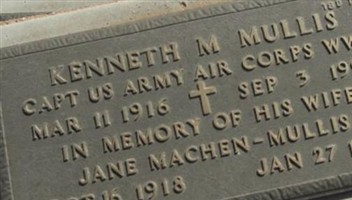 KENNETH M MULLIS
CAPT US ARMY AIR CORPS
MAR 11 1916 SEP 3
IN MEMORY OF HIS WIFE
JANE MACHEN-MULLIS
1918 JAN 27